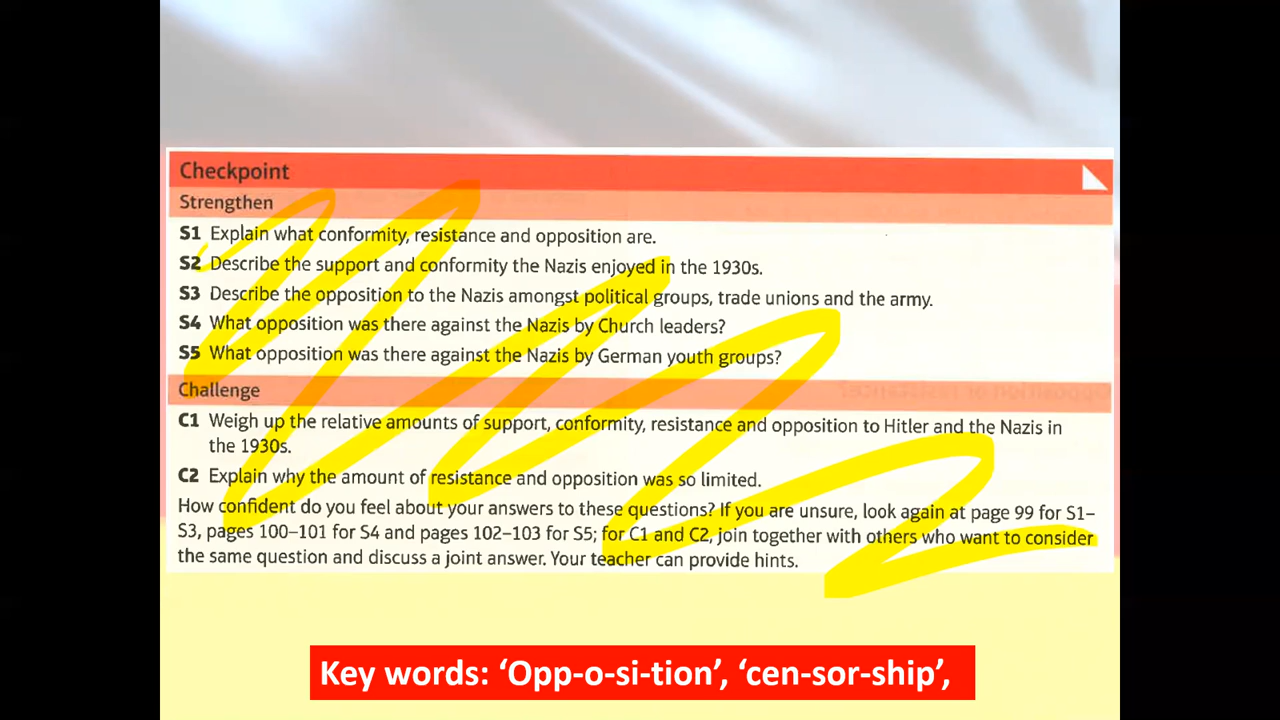 Checkpoint
Strengthen
S1 Explain what conformity, resistance and opposition are.
S2 Describe the support and conformity the Nazis enjoyed in the 1930s.
S3 Describe the opposition to the Nazis amongst political groups, trade unions and the army.
S4 What opposition was there against the Nazis by Church leaders?
S5 What opposition was there against the Nazis by German youth groups?
Challenge
C1 Weigh up the relative amounts of support, conformity, resistance and opposition to Hitler and the Nazis in
the 1930s.
C2 Explain why the amount of resistance and opposition was so limited.
How confident do you feel about your answers to these questions? If you are unsure, look again at page 99 for S1–
S3, pages 100–101 for S4 and pages 102–103 for S5; for C1 and C2, join together with others who want to consider
the same question and discuss a joint answer. Your teacher can provide hints.
Key words: ‘Opp-o-si-tion’, ‘cen-sor-ship’,